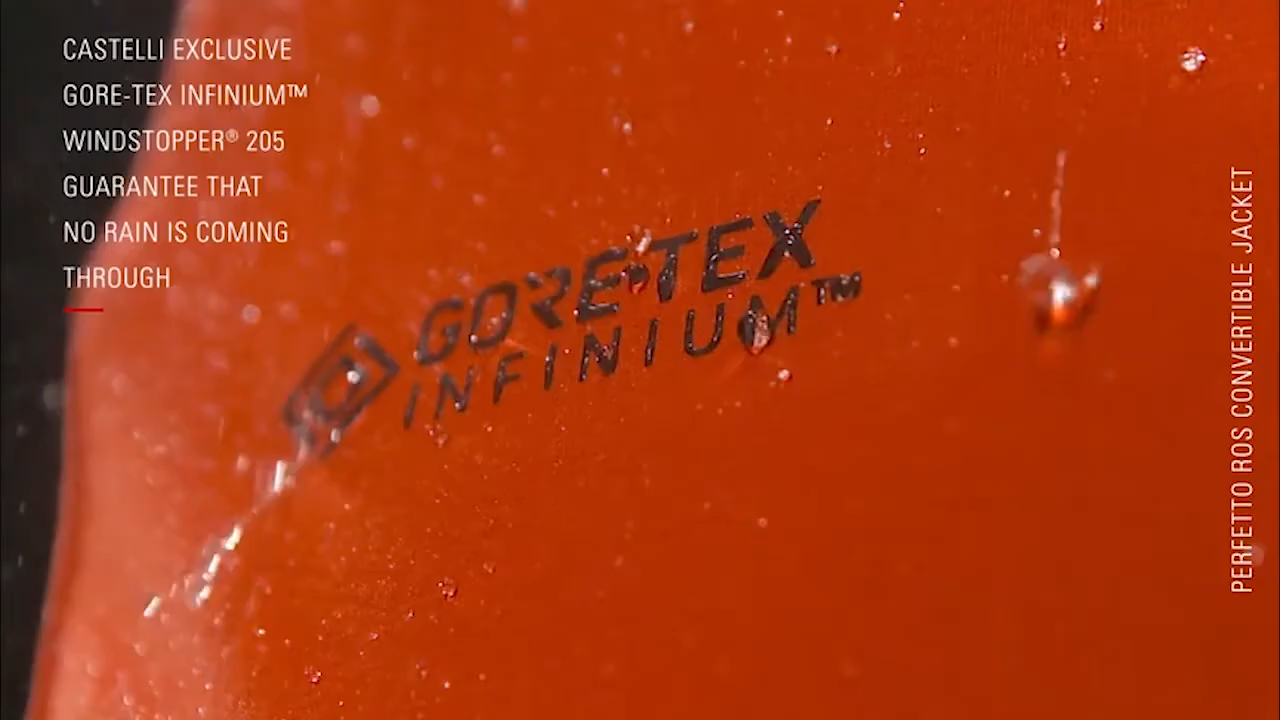 CASTELLI EXCLUSIVE
GORE-TEX INFINIUM™
WINDSTOPPER® 205
GUARANTEE THAT
NO RAIN IS COMING
THROUGH
GORE-TEX
INFINIUM™
PERFETTO ROS CONVERTIBLE JACKET